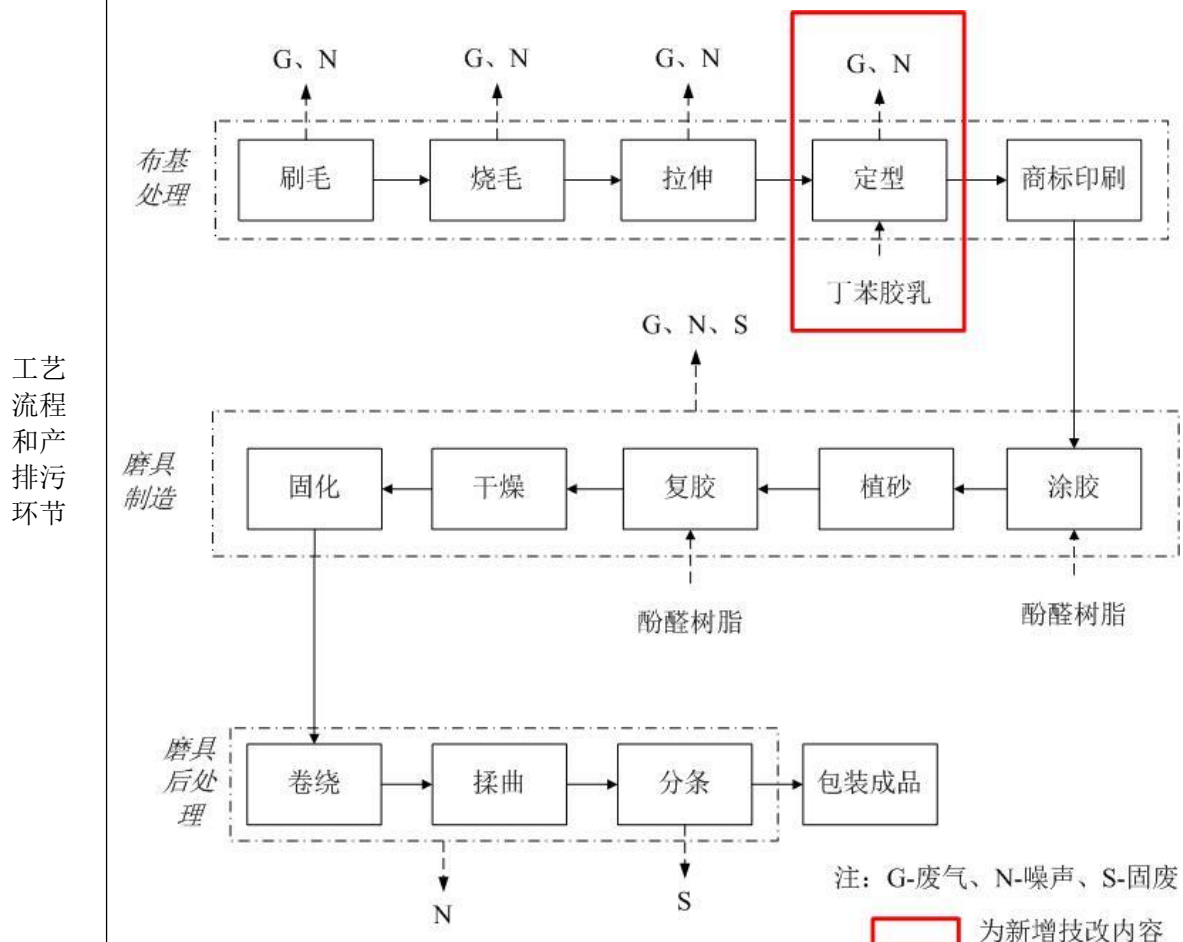 工艺
流程
和产
排污
环节
G、N
G、N
G、N
G、N
布基
处理
刷毛
烧毛
拉伸
定型
商标印刷
丁苯胶乳
G、N、S
磨具
制造
固化
干燥
复胶
植砂
涂胶
酚醛树脂
酚醛树脂
磨具
后处
理
卷绕
揉曲
分条
包装成品
N
S
注：G-废气、N-噪声、S-固废
为新增技改内容